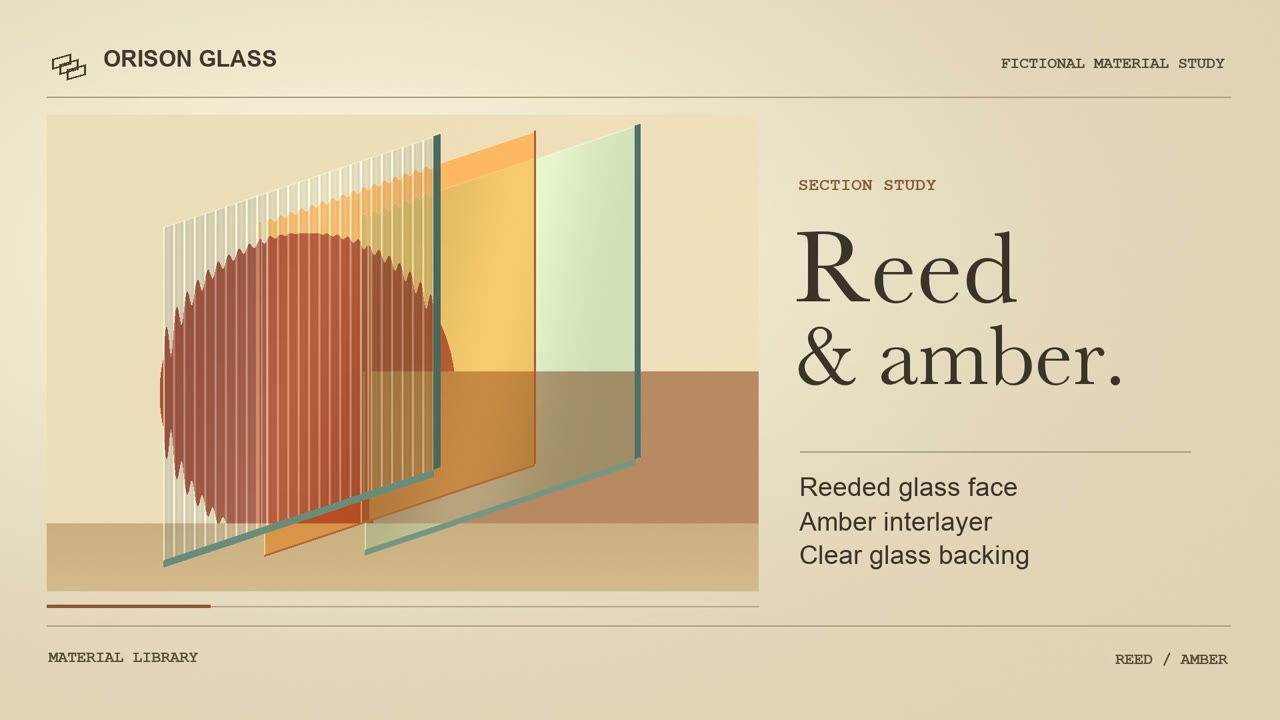 ORISON GLASS
FICTIONAL MATERIAL STUDY
SECTION STUDY
Reed
& amber.
Reeded glass face
Amber interlayer
Clear glass backing
MATERIAL LIBRARY
REED / AMBER